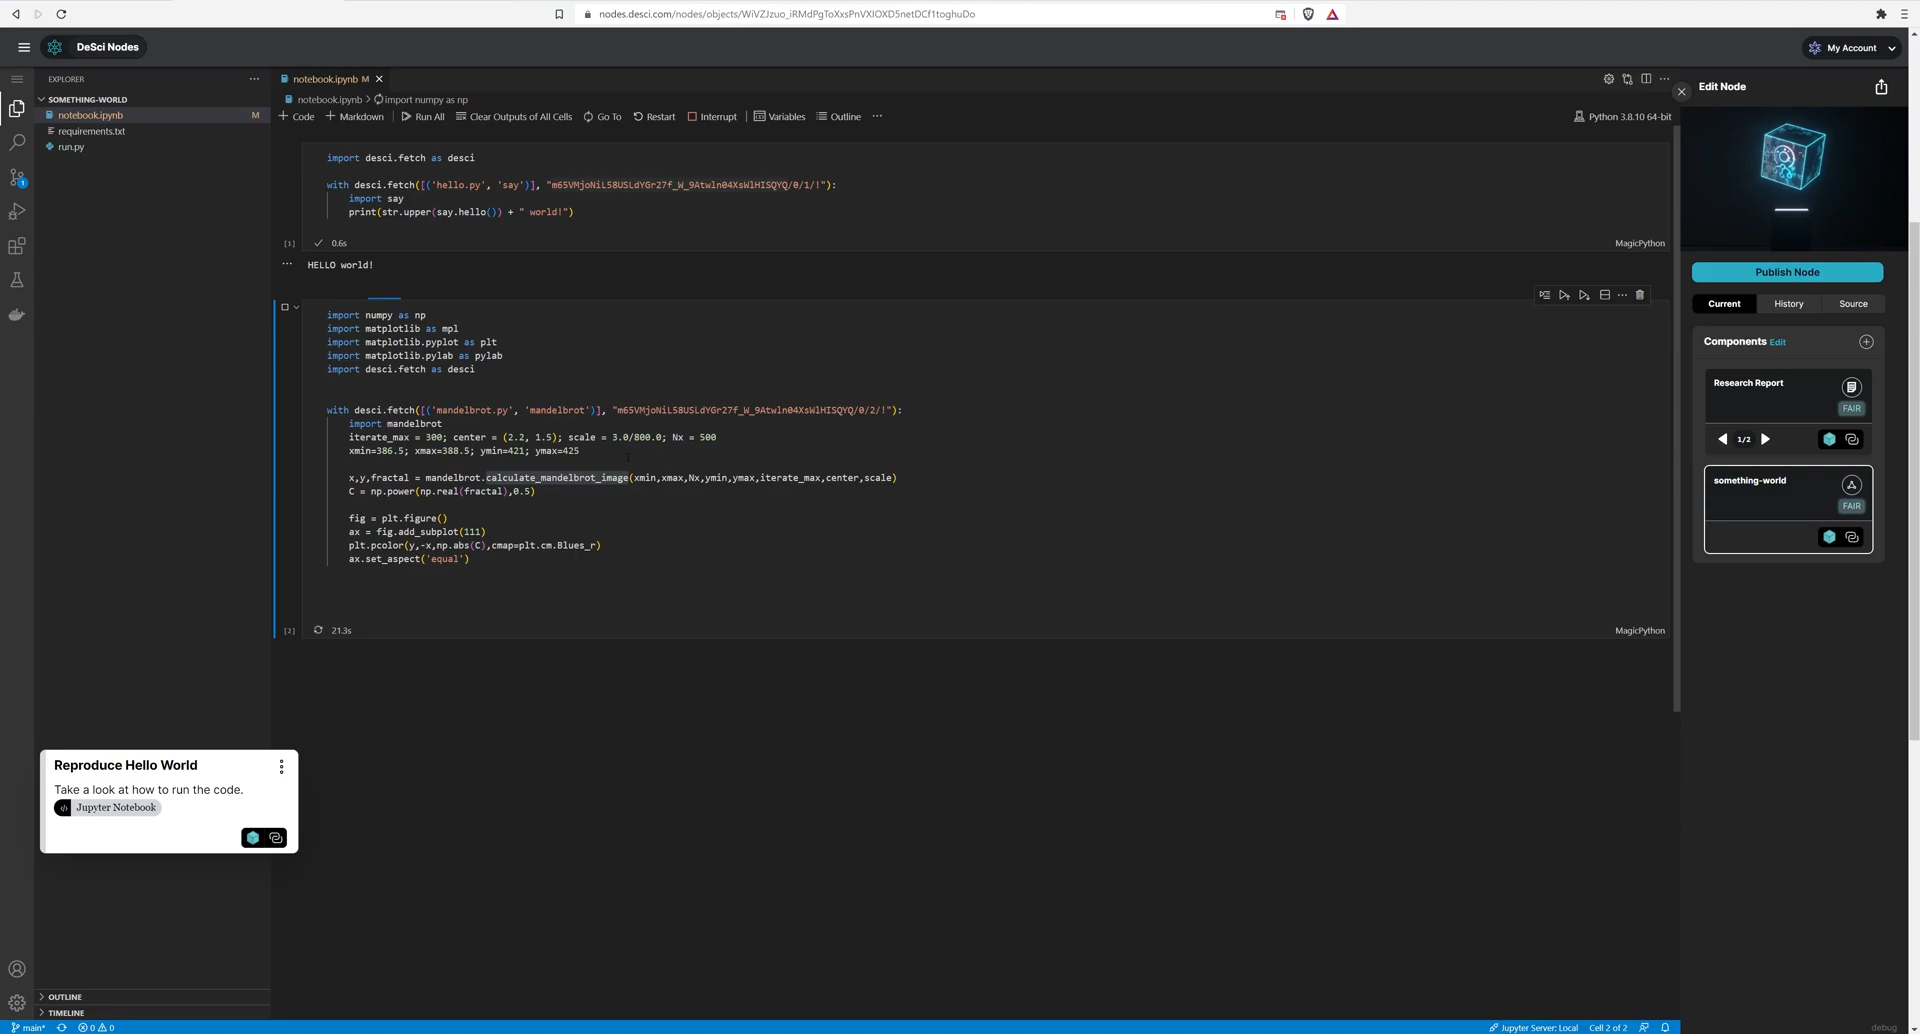 nodes.desci.com/nodes/objects/WiVZJzuo_iRMdPgToXxsPnVXIOXD5netDCf1toghuDo
DeSci Nodes
My Account
EXPLORER
SOMETHING-WORLD
notebook.ipynb M
requirements.txt
run.py
1
notebook.ipynb M
notebook.ipynb > import numpy as np
Code
Markdown
Run All
Clear Outputs of All Cells
Go To
Restart
Interrupt
Variables
Outline
Python 3.8.10 64-bit
import desci.fetch as desci
with desci.fetch([('hello.py', 'say')], "m65VMjoNiL58USLdYGr27f_W_9Atwln04XsWlHISQYQ/0/1/!"):
import say
print(str.upper(say.hello()) + " world!")
[1]
0.6s
MagicPython
HELLO world!
import numpy as np
import matplotlib as mpl
import matplotlib.pyplot as plt
import matplotlib.pylab as pylab
import desci.fetch as desci
with desci.fetch([('mandelbrot.py', 'mandelbrot')], "m65VMjoNiL58USLdYGr27f_W_9Atwln04XsWlHISQYQ/0/2/!"):
import mandelbrot
iterate_max = 300; center = (2.2, 1.5); scale = 3.0/800.0; Nx = 500
xmin=386.5; xmax=388.5; ymin=421; ymax=425
x,y,fractal = mandelbrot.calculate_mandelbrot_image(xmin,xmax,Nx,ymin,ymax,iterate_max,center,scale)
C = np.power(np.real(fractal),0.5)
fig = plt.figure()
ax = fig.add_subplot(111)
plt.pcolor(y,-x,np.abs(C),cmap=plt.cm.Blues_r)
ax.set_aspect('equal')
[2]
21.3s
MagicPython
Edit Node
Publish Node
Current
History
Source
Components Edit
Research Report
FAIR
1/2
something-world
FAIR
Reproduce Hello World
Take a look at how to run the code.
Jupyter Notebook
OUTLINE
TIMELINE
main*
0
0
Jupyter Server: Local
Cell 2 of 2
debug